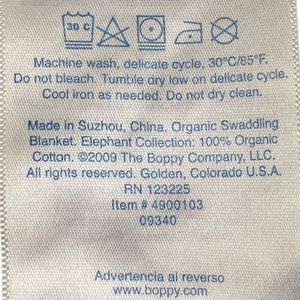 30 C
Machine wash, delicate cycle, 30°C/85°F.
Do not bleach. Tumble dry low on delicate cycle.
Cool iron as needed. Do not dry clean.
Made in Suzhou, China. Organic Swaddling
Blanket. Elephant Collection: 100% Organic
Cotton. ©2009 The Boppy Company, LLC.
All rights reserved. Golden, Colorado U.S.A.
RN 123225
Item # 4900103
09340
Advertencia al reverso
www.boppy.com